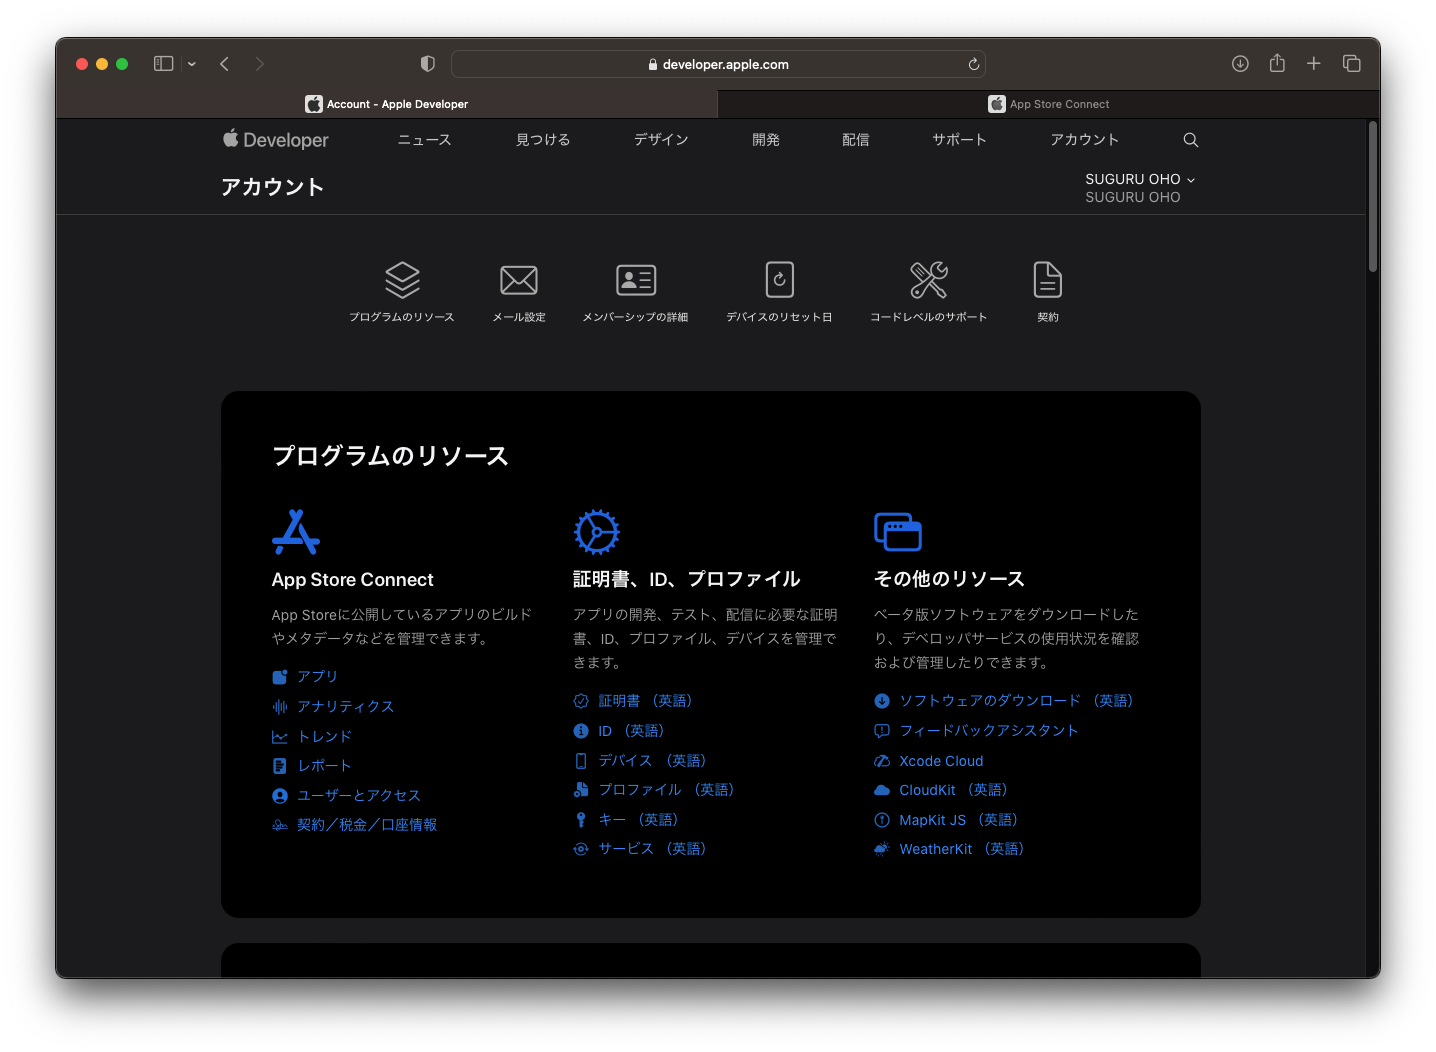 developer.apple.com
Account - Apple Developer
App Store Connect
Developer
ニュース
見つける
デザイン
開発
配信
サポート
アカウント
アカウント
SUGURU OHO
SUGURU OHO
プログラムのリソース
メール設定
メンバーシップの詳細
デバイスのリセット日
コードレベルのサポート
契約
プログラムのリソース
App Store Connect
App Storeに公開しているアプリのビルド
やメタデータなどを管理できます。
アプリ
アナリティクス
トレンド
レポート
ユーザーとアクセス
契約／税金／口座情報
証明書、ID、プロファイル
アプリの開発、テスト、配信に必要な証明
書、ID、プロファイル、デバイスを管理で
きます。
証明書 （英語）
ID （英語）
デバイス （英語）
プロファイル （英語）
キー （英語）
サービス （英語）
その他のリソース
ベータ版ソフトウェアをダウンロードした
り、デベロッパサービスの使用状況を確認
および管理したりできます。
ソフトウェアのダウンロード （英語）
フィードバックアシスタント
Xcode Cloud
CloudKit （英語）
MapKit JS （英語）
WeatherKit （英語）